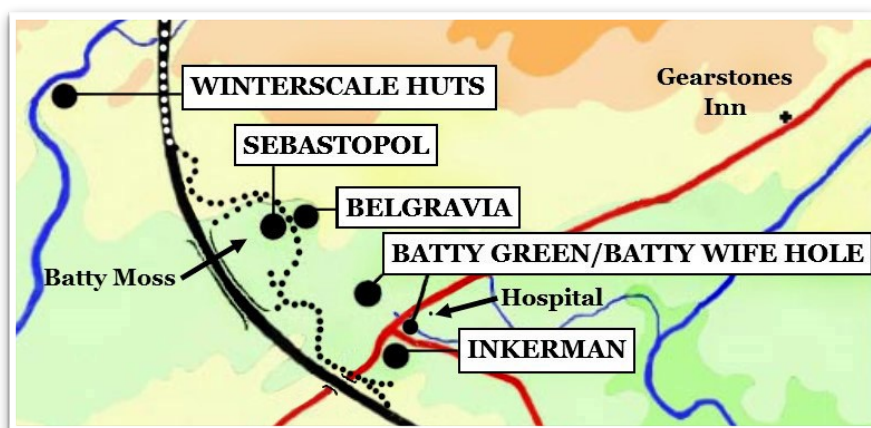 Gearstones
Inn
WINTERSCALE HUTS
SEBASTOPOL
BELGRAVIA
BATTY GREEN/BATTY WIFE HOLE
Batty Moss
Hospital
INKERMAN